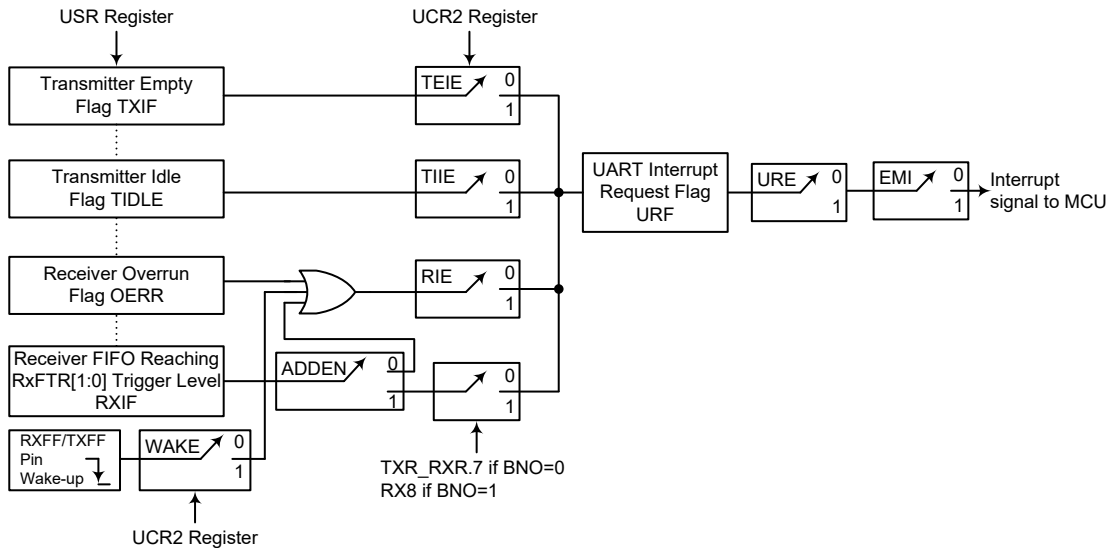 USR Register
UCR2 Register
Transmitter Empty
Flag TXIF
TEIE
0
1
Transmitter Idle
Flag TIDLE
TIIE
0
1
UART Interrupt
Request Flag
URF
URE
0
1
EMI
0
1
Interrupt
signal to MCU
Receiver Overrun
Flag OERR
RIE
0
1
Receiver FIFO Reaching
RxFTR[1:0] Trigger Level
RXIF
ADDEN
0
1
0
1
RXFF/TXFF
Pin
Wake-up
WAKE
0
1
TXR_RXR.7 if BNO=0
RX8 if BNO=1
UCR2 Register